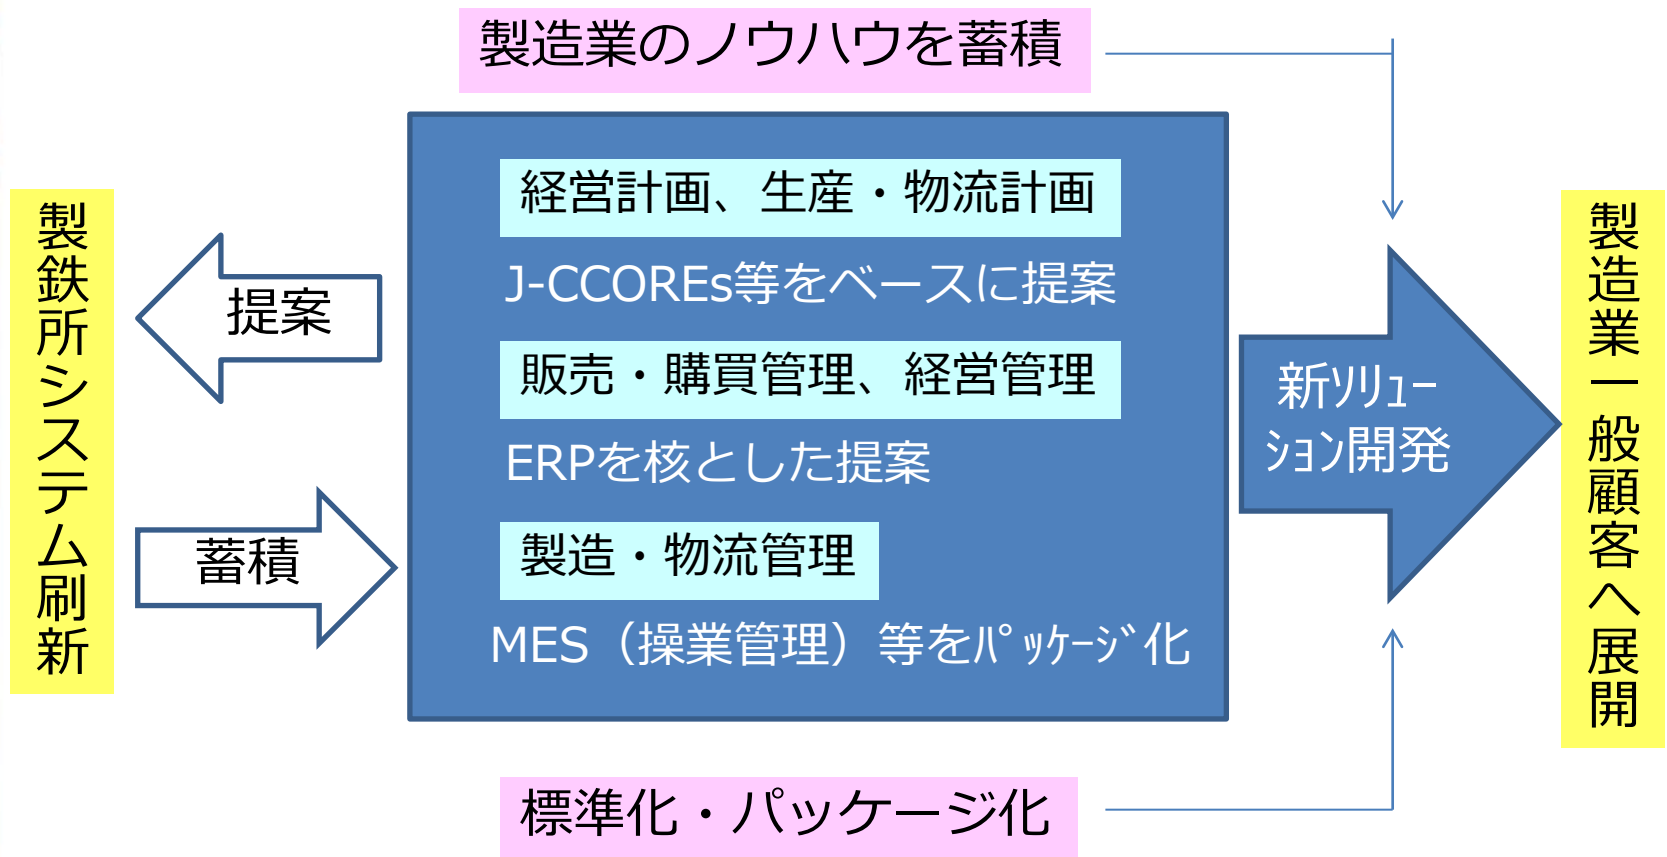 製造業のノウハウを蓄積
製鉄所システム刷新
提案
蓄積
経営計画、生産・物流計画
J-CCOREs等をベースに提案
販売・購買管理、経営管理
ERPを核とした提案
製造・物流管理
MES（操業管理）等をﾊﾟｯｹｰｼﾞ化
新ｿﾘｭｰ
ｼｮﾝ開発
製造業一般顧客へ展開
標準化・パッケージ化